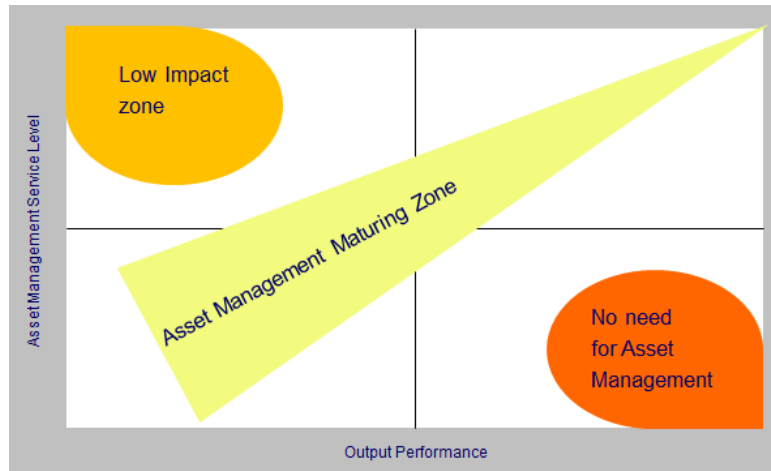 Low Impact
zone
Asset Management Service Level
Asset Management Maturing Zone
No need
for Asset
Management
Output Performance